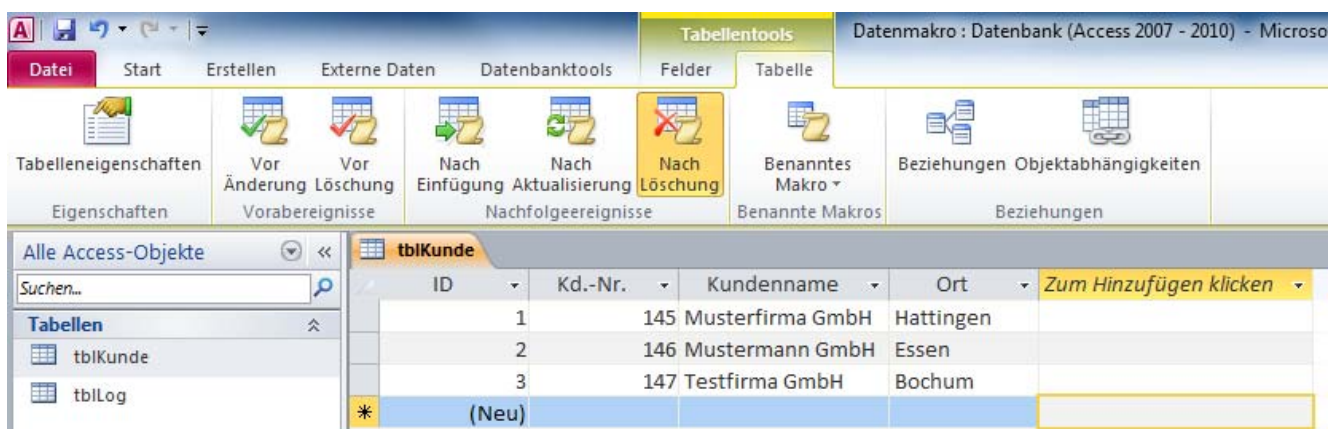 A
Tabellentools Datenmakro : Datenbank (Access 2007 - 2010) - Microso
Datei Start Erstellen Externe Daten Datenbanktools Felder Tabelle
Tabelleneigenschaften Vor Vor Nach Nach Nach Benanntes Beziehungen Objektabhängigkeiten
Änderung Löschung Einfügung Aktualisierung Löschung Makro
Eigenschaften Vorabereignisse Nachfolgeereignisse Benannte Makros Beziehungen
Alle Access-Objekte « tblKunde
Suchen... ID Kd.-Nr. Kundenname Ort Zum Hinzufügen klicken
Tabellen 1 145 Musterfirma GmbH Hattingen
tblKunde 2 146 Mustermann GmbH Essen
tblLog 3 147 Testfirma GmbH Bochum
* (Neu)